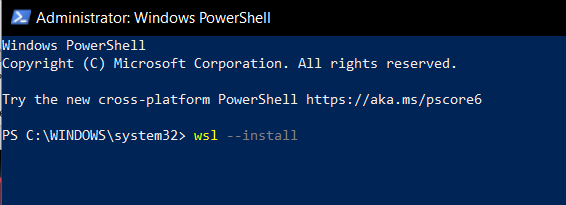 Administrator: Windows PowerShell
Windows PowerShell
Copyright (C) Microsoft Corporation. All rights reserved.
Try the new cross-platform PowerShell https://aka.ms/pscore6
PS C:\WINDOWS\system32> wsl --install